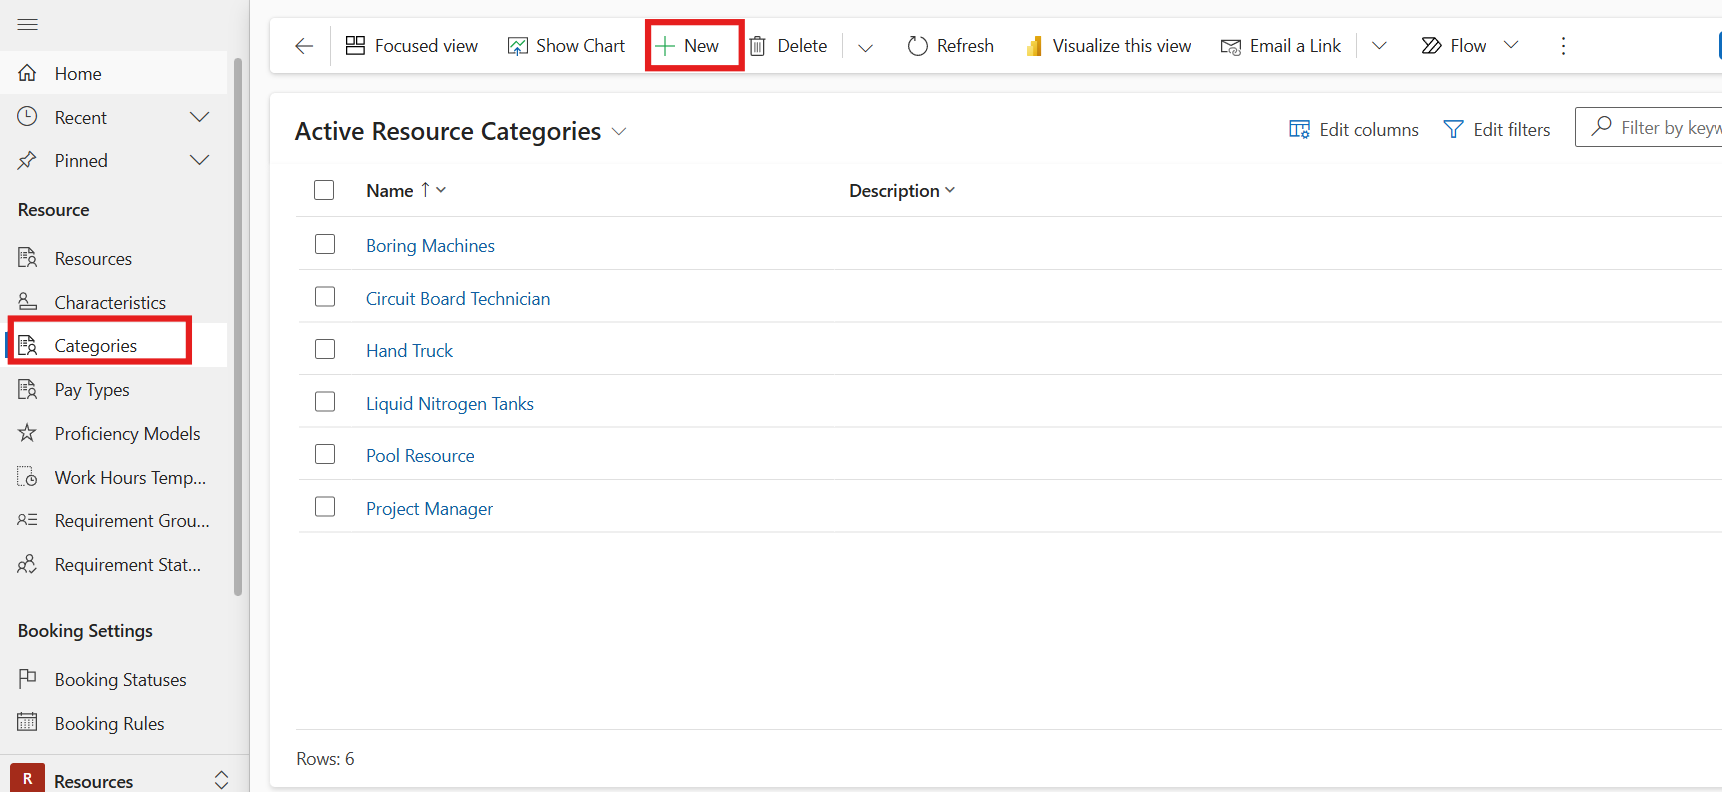 Home
Recent
Pinned
Resource
Resources
Characteristics
Categories
Pay Types
Proficiency Models
Work Hours Temp...
Requirement Grou...
Requirement Stat...
Booking Settings
Booking Statuses
Booking Rules
R Resources
Focused view Show Chart New Delete Refresh Visualize this view Email a Link Flow
Active Resource Categories Edit columns Edit filters Filter by keyw
Name ↑ Description
Boring Machines
Circuit Board Technician
Hand Truck
Liquid Nitrogen Tanks
Pool Resource
Project Manager
Rows: 6